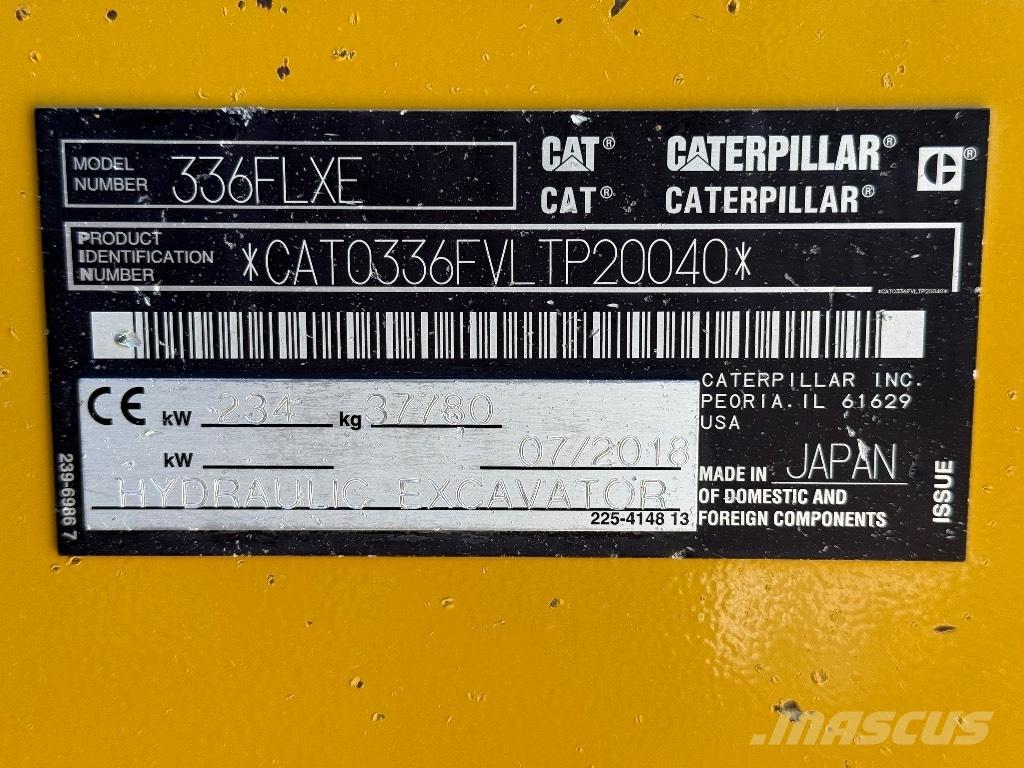 MODEL NUMBER 336FLXE
CAT® CATERPILLAR® C®
CAT® CATERPILLAR®
PRODUCT IDENTIFICATION NUMBER *CAT0336FVLTP20040*
*CAT0336FVLTP20040*
CE kW 234 kg 37780
kW 07/2018
HYDRAULIC EXCAVATOR
225-4148 13
CATERPILLAR INC.
PEORIA. IL 61629
USA
MADE IN JAPAN
OF DOMESTIC AND
FOREIGN COMPONENTS
239-6986 7
ISSUE
MASCUS